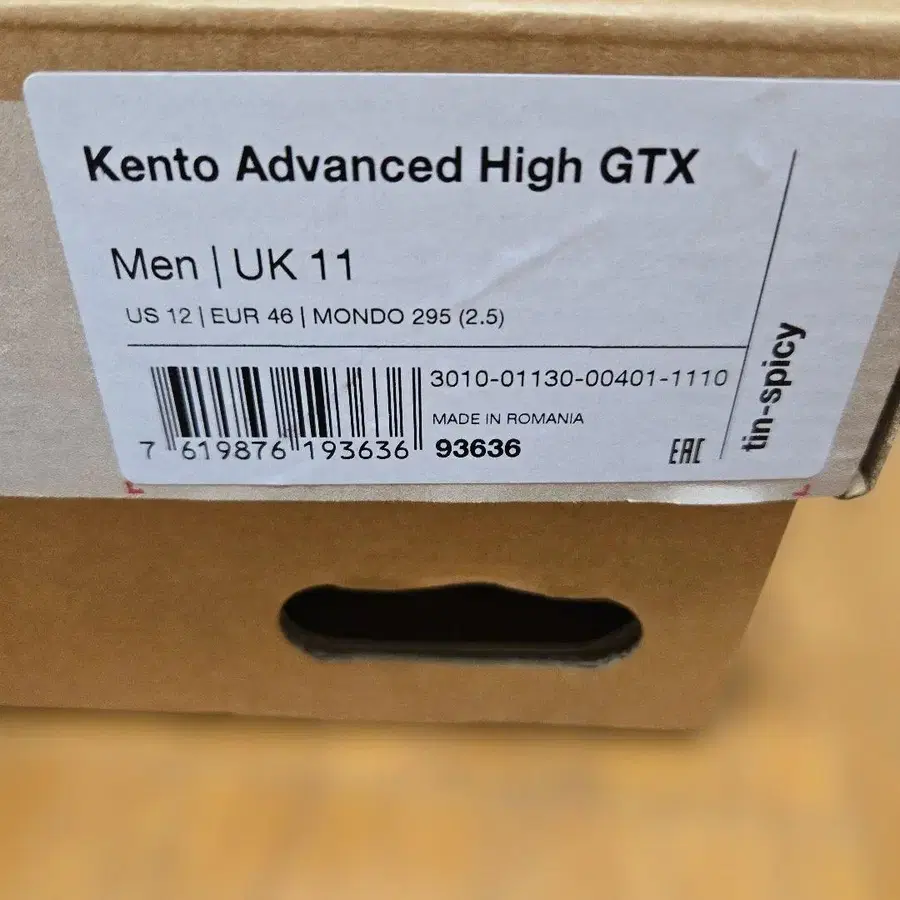 Kento Advanced High GTX
Men | UK 11
US 12 | EUR 46 | MONDO 295 (2.5)
3010-01130-00401-1110
MADE IN ROMANIA
7 619876 193636
93636
EAC
tin-spicy